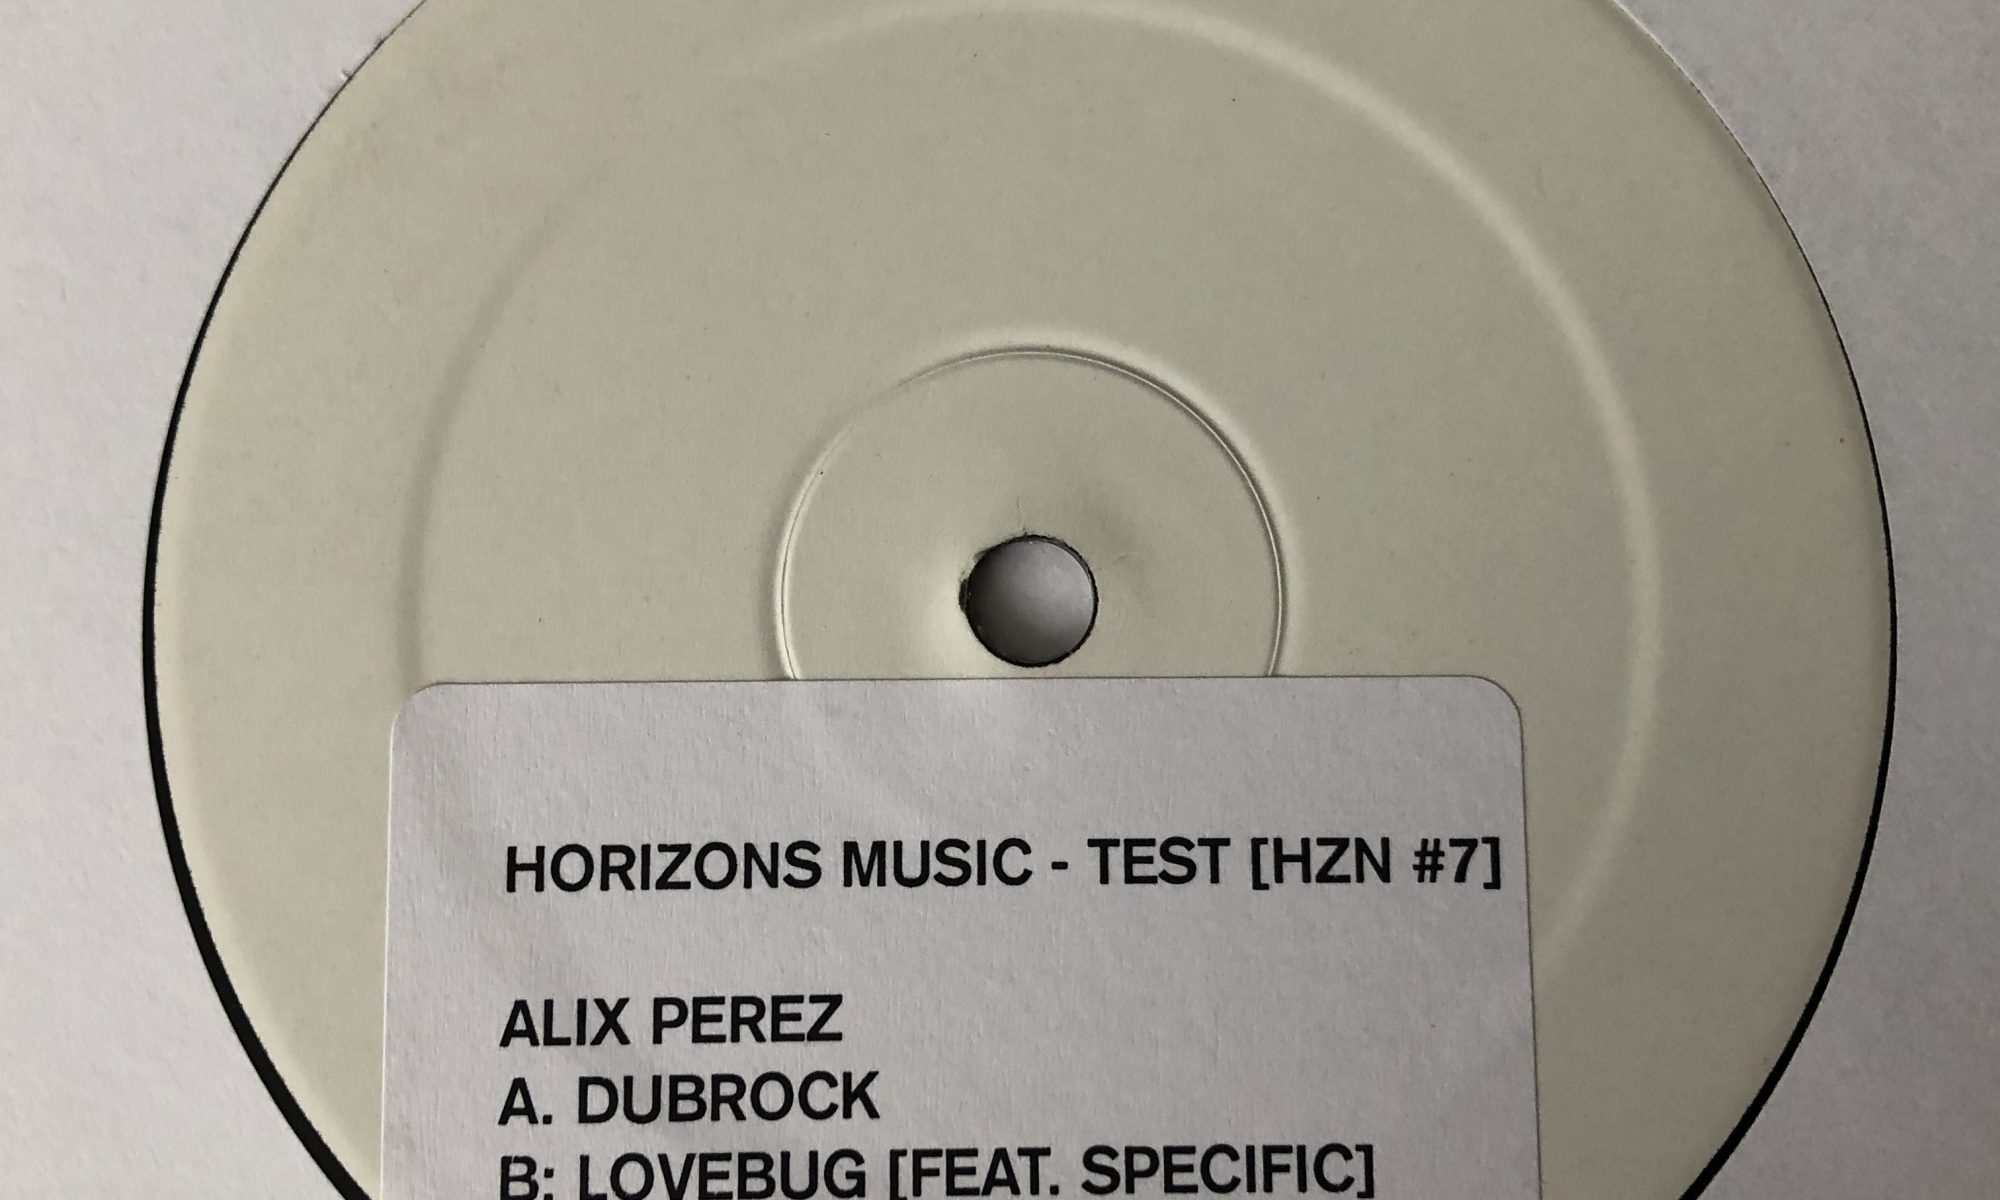 HORIZONS MUSIC - TEST [HZN #7]
ALIX PEREZ
A. DUBROCK
B: LOVEBUG [FEAT. SPECIFIC]